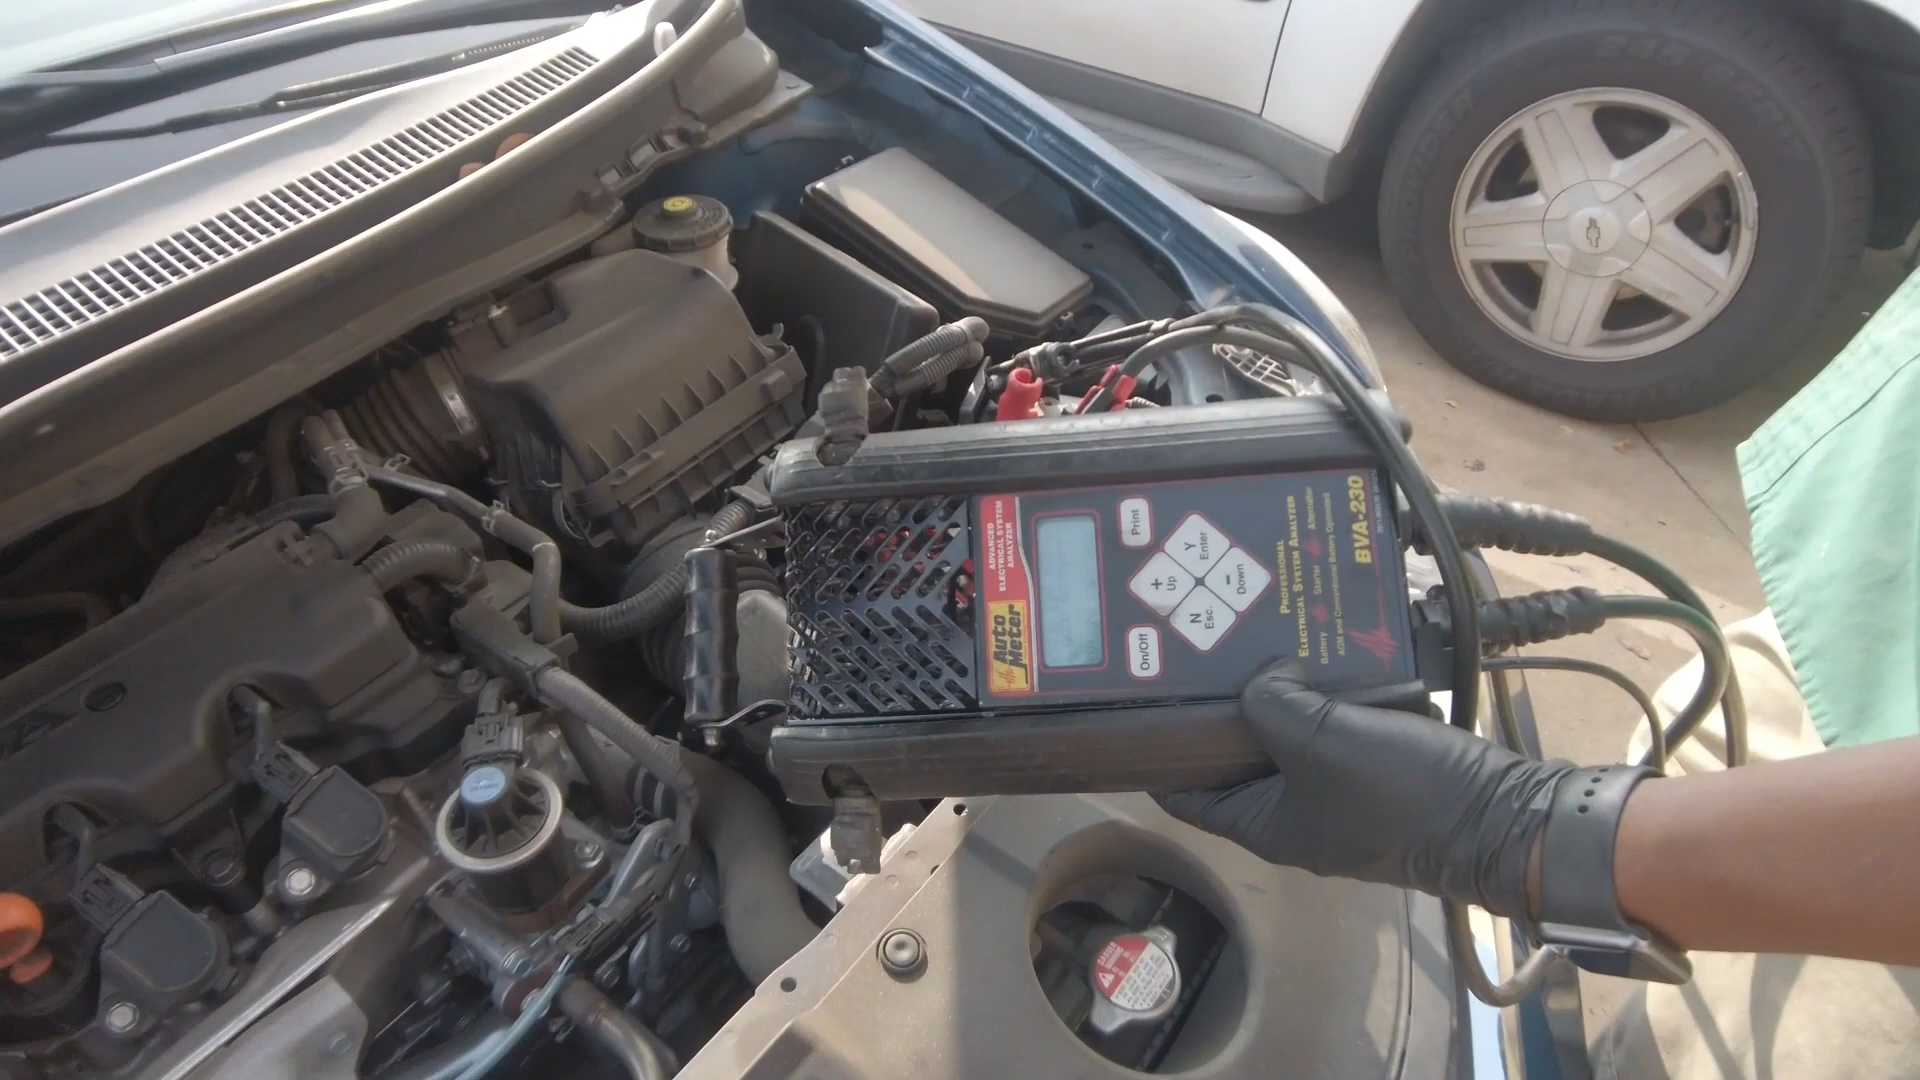 ADVANCED
ELECTRICAL SYSTEM
ANALYZER
Auto
Meter
Print
Y
Enter
+
Up
-
Down
N
Esc.
On/Off
PROFESSIONAL
ELECTRICAL SYSTEM ANALYZER
Battery Starter Alternator
AGM and Conventional Battery Optimized
BVA-230
DANGER